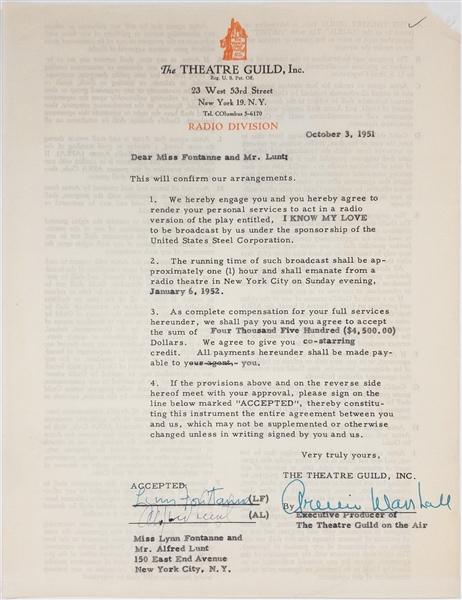 The THEATRE GUILD, Inc.
Reg. U. S. Pat. Off.
23 West 53rd Street
New York 19, N. Y.
Tel. COlumbus 5-6170
RADIO DIVISION
October 3, 1951
Dear Miss Fontanne and Mr. Lunt:
This will confirm our arrangements.
1. We hereby engage you and you hereby agree to
render your personal services to act in a radio
version of the play entitled, I KNOW MY LOVE
to be broadcast by us under the sponsorship of the
United States Steel Corporation.
2. The running time of such broadcast shall be ap-
proximately one (1) hour and shall emanate from a
radio theatre in New York City on Sunday evening,
January 6, 1952.
3. As complete compensation for your full services
hereunder, we shall pay you and you agree to accept
the sum of Four Thousand Five Hundred ($4,500.00)
Dollars. We agree to give you co-starring
credit. All payments hereunder shall be made pay-
able to your agent, you.
4. If the provisions above and on the reverse side
hereof meet with your approval, please sign on the
line below marked "ACCEPTED", thereby constitu-
ting this instrument the entire agreement between you
and us, which may not be supplemented or otherwise
changed unless in writing signed by you and us.
Very truly yours,
THE THEATRE GUILD, INC.
ACCEPTED:
Lynn Fontanne (LF)
Alfred Lunt (AL)
By Armina Marshall
Executive Producer of
The Theatre Guild on the Air
Miss Lynn Fontanne and
Mr. Alfred Lunt
150 East End Avenue
New York City, N. Y.